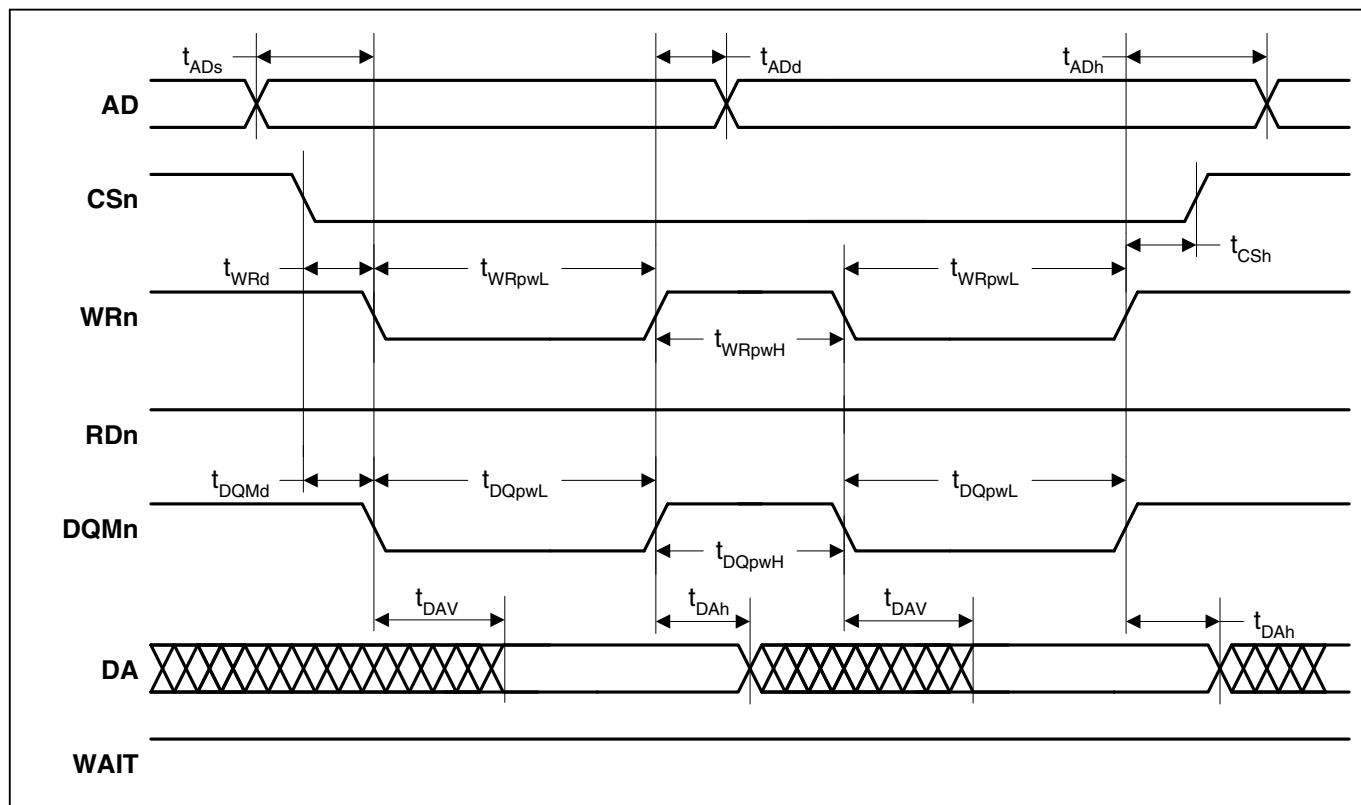 tADs tADd tADh
AD
CSn
tWRd tWRpwL tWRpwL tCSh
WRn
tWRpwH
RDn
tDQMd tDQpwL tDQpwL
DQMn
tDQpwH
tDAV tDAh tDAV tDAh
DA
WAIT